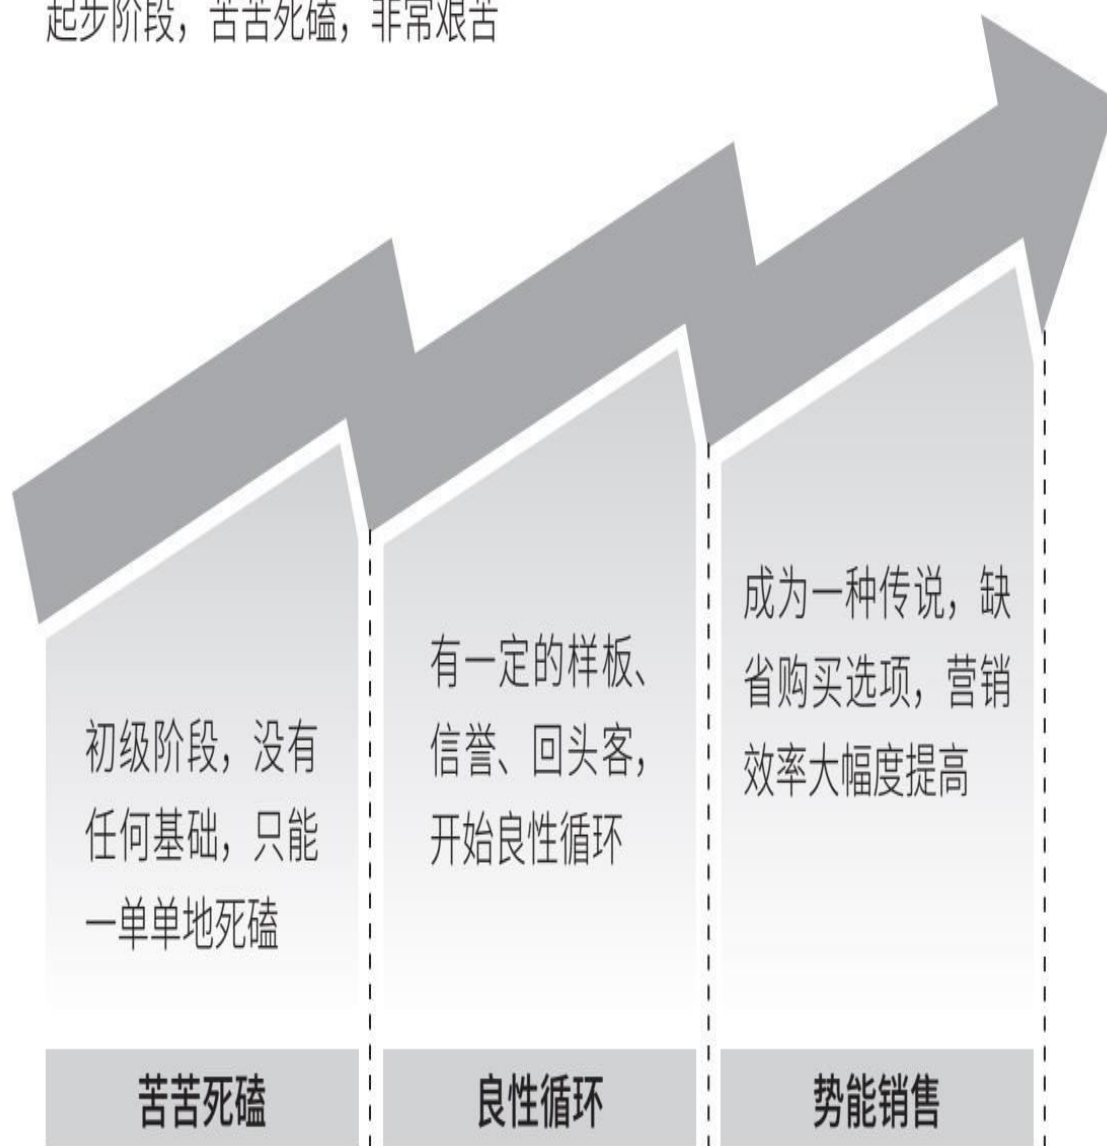 起步阶段，苦苦死磕，非常艰苦
初级阶段，没有
任何基础，只能
一单单地死磕
有一定的样板、
信誉、回头客，
开始良性循环
成为一种传说，缺
省购买选项，营销
效率大幅度提高
苦苦死磕
良性循环
势能销售